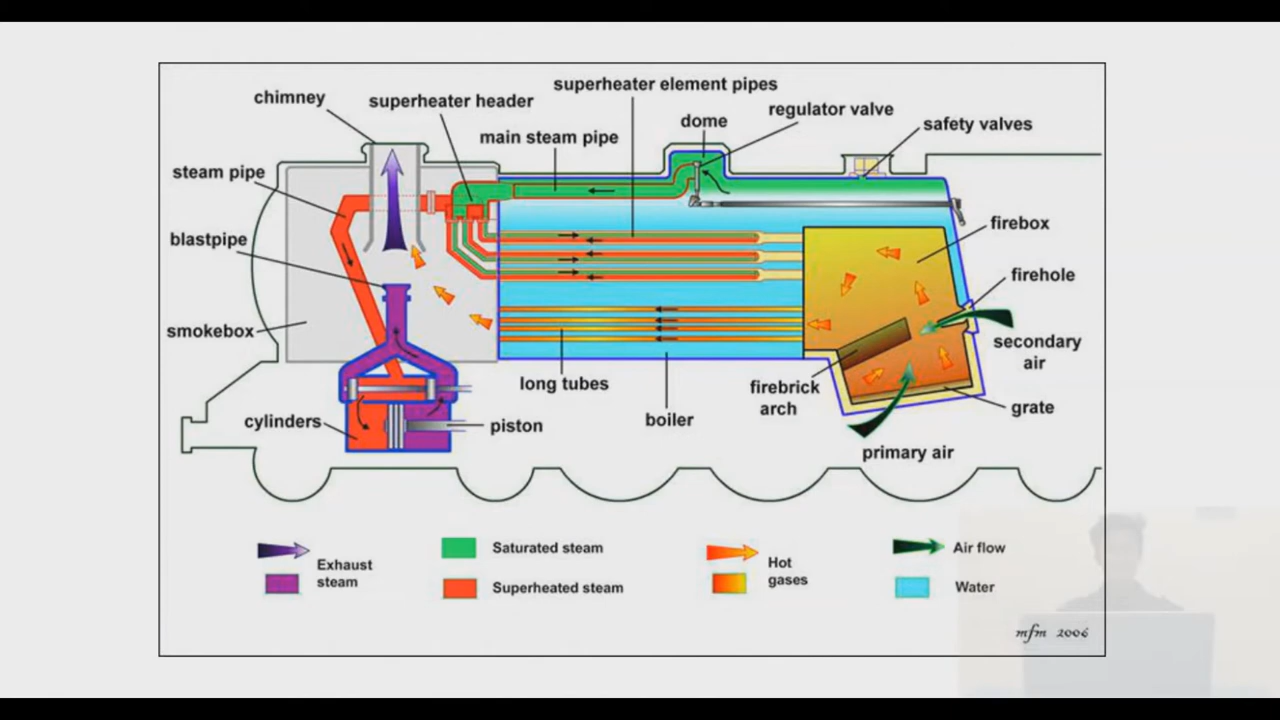 superheater element pipes
chimney
superheater header
regulator valve
dome
safety valves
main steam pipe
steam pipe
firebox
blastpipe
firehole
smokebox
secondary
air
long tubes
firebrick
arch
grate
cylinders
piston
boiler
primary air
Exhaust
steam
Saturated steam
Superheated steam
Hot
gases
Air flow
Water
mfm 2006